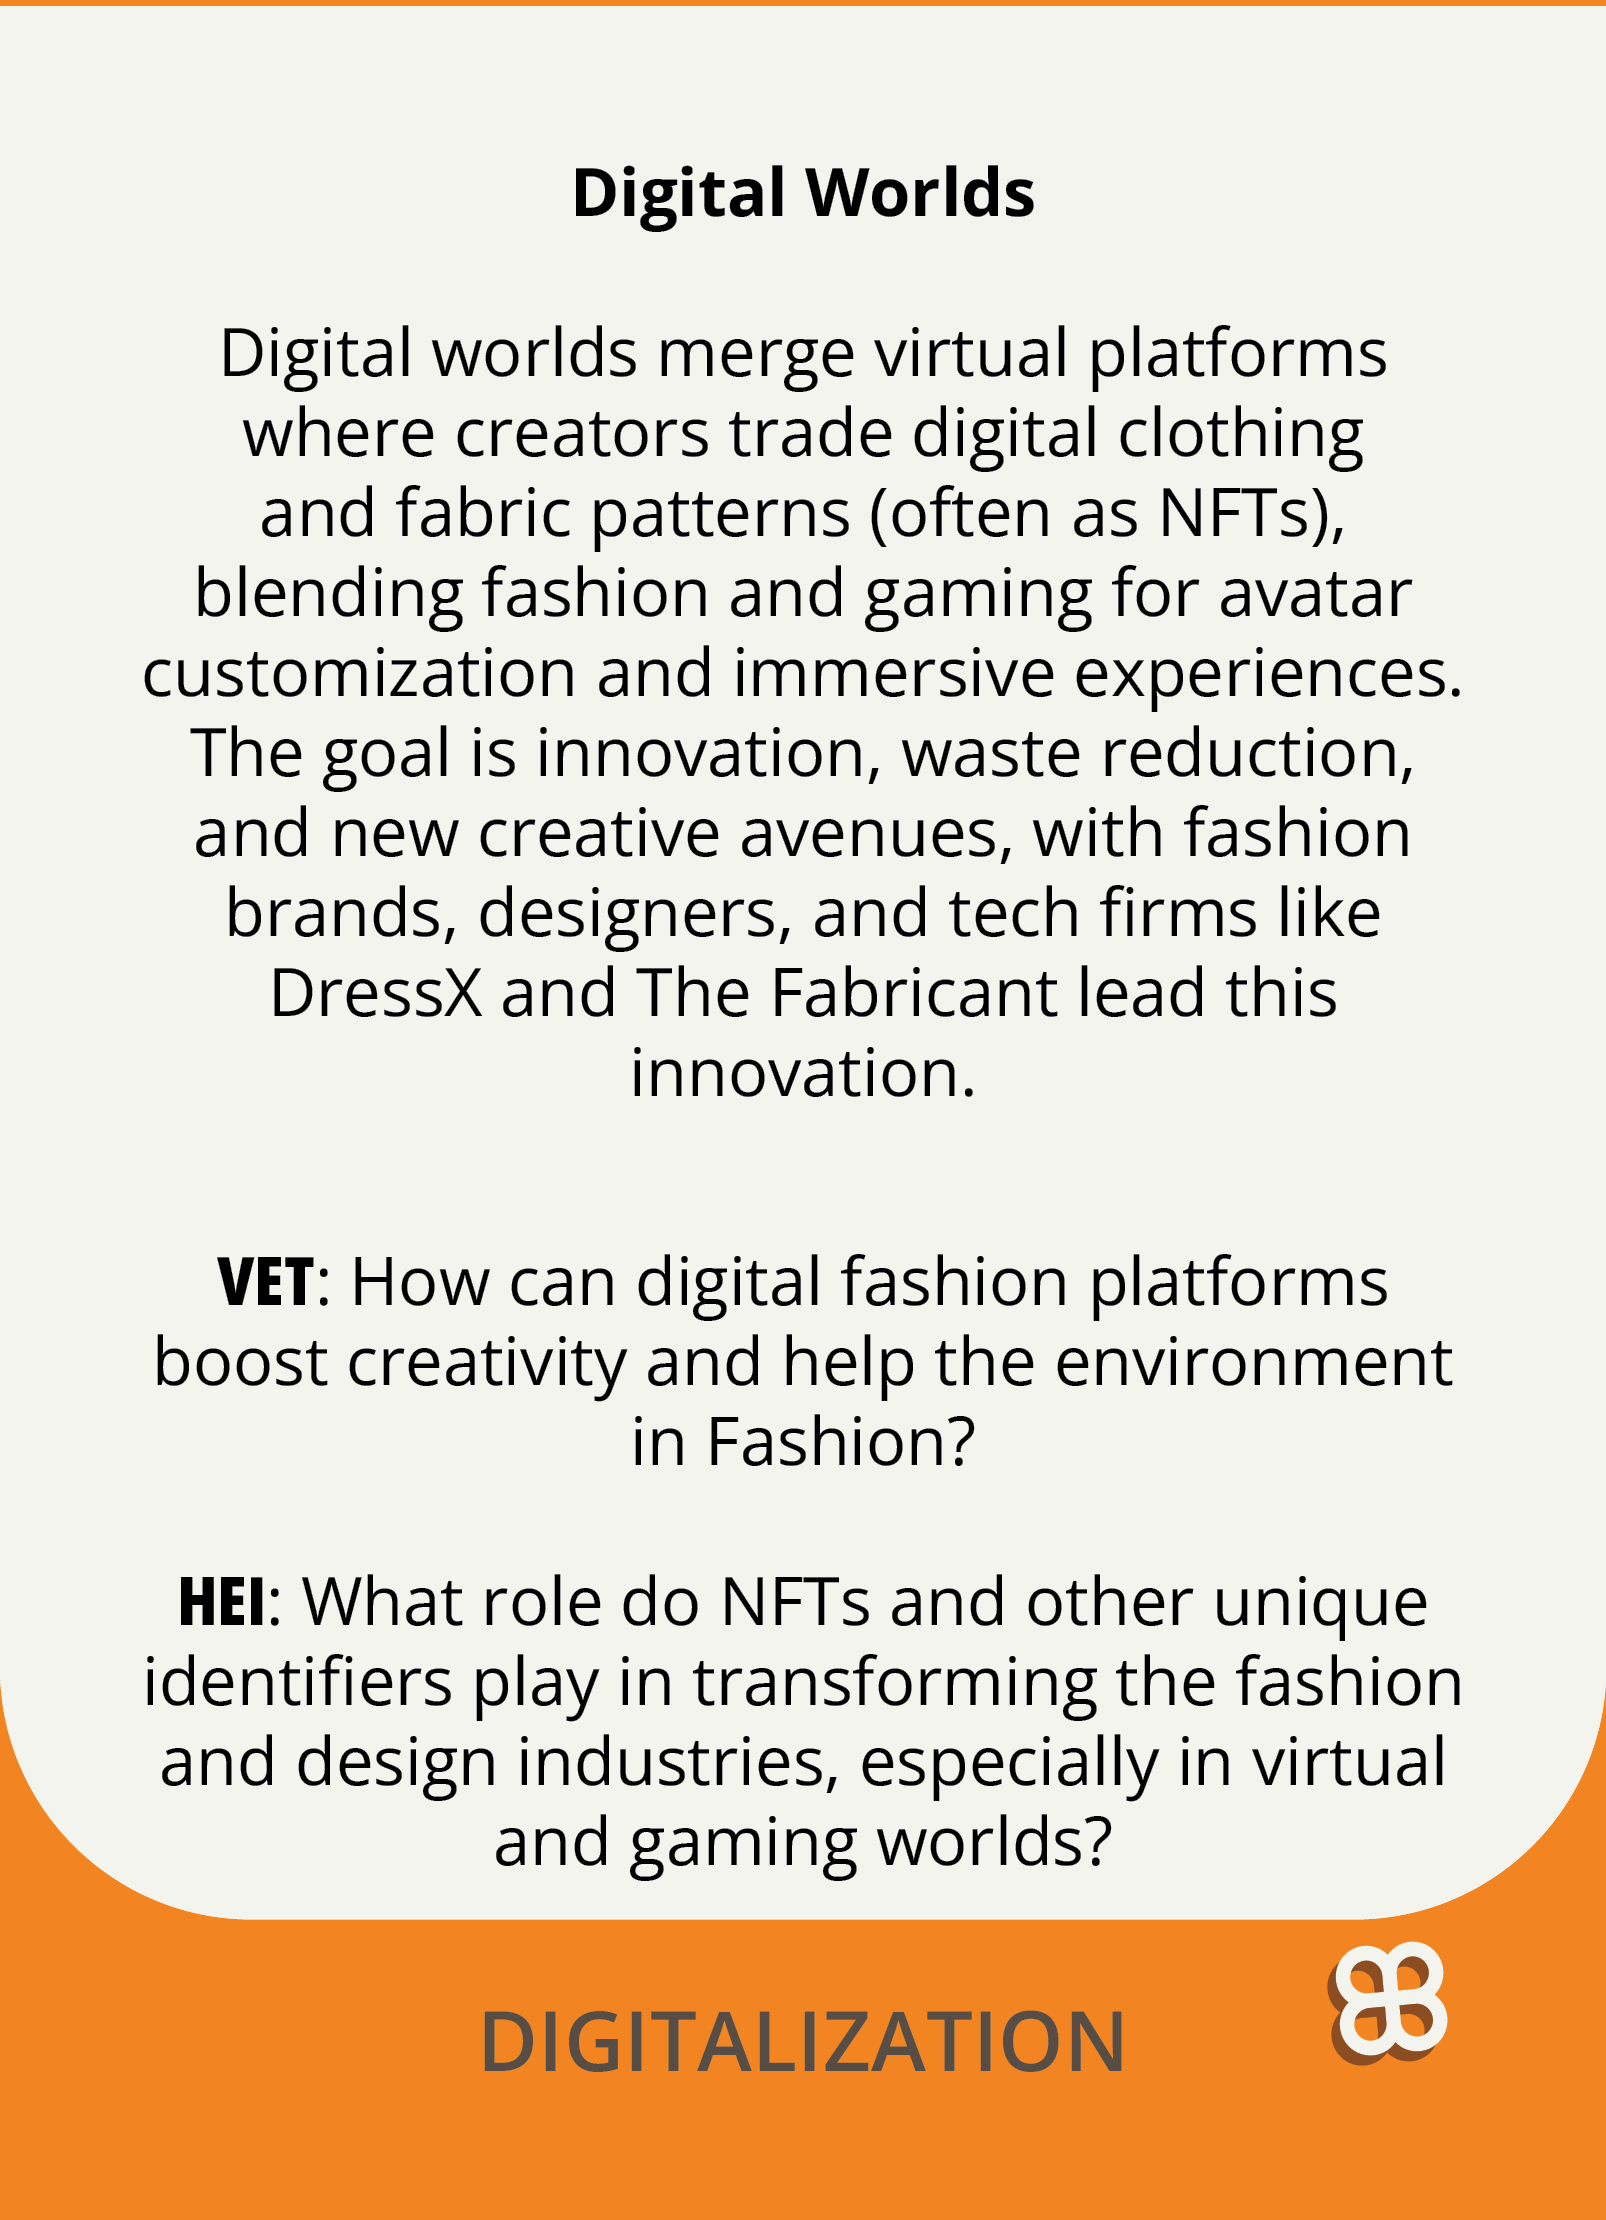 Digital Worlds
Digital worlds merge virtual platforms
where creators trade digital clothing
and fabric patterns (often as NFTs),
blending fashion and gaming for avatar
customization and immersive experiences.
The goal is innovation, waste reduction,
and new creative avenues, with fashion
brands, designers, and tech firms like
DressX and The Fabricant lead this
innovation.
VET: How can digital fashion platforms
boost creativity and help the environment
in Fashion?
HEI: What role do NFTs and other unique
identifiers play in transforming the fashion
and design industries, especially in virtual
and gaming worlds?
DIGITALIZATION